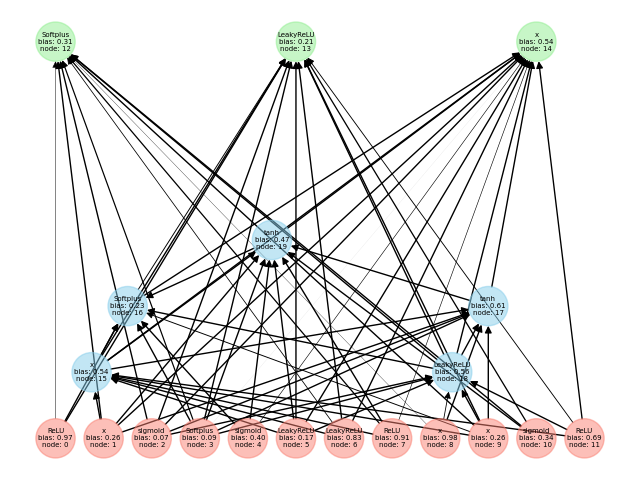 Softplus
bias: 0.31
node: 12
LeakyReLU
bias: 0.21
node: 13
x
bias: 0.54
node: 14
tanh
bias: 0.47
node: 19
Softplus
bias: 0.23
node: 16
tanh
bias: 0.61
node: 17
x
bias: 0.54
node: 15
LeakyReLU
bias: 0.56
node: 18
ReLU
bias: 0.97
node: 0
x
bias: 0.26
node: 1
sigmoid
bias: 0.07
node: 2
Softplus
bias: 0.09
node: 3
sigmoid
bias: 0.40
node: 4
LeakyReLU
bias: 0.17
node: 5
LeakyReLU
bias: 0.83
node: 6
ReLU
bias: 0.91
node: 7
x
bias: 0.98
node: 8
x
bias: 0.26
node: 9
sigmoid
bias: 0.34
node: 10
ReLU
bias: 0.69
node: 11